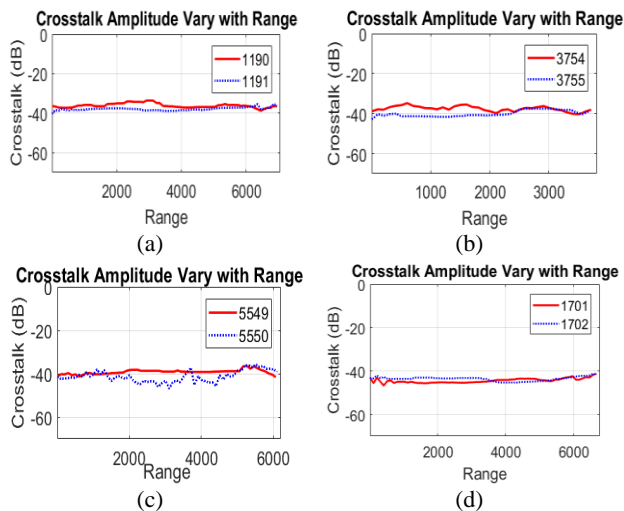 Crosstalk Amplitude Vary with Range
Crosstalk (dB)
0
-20
-40
-60
1190
1191
2000 4000 6000
Range
(a)
Crosstalk Amplitude Vary with Range
Crosstalk (dB)
0
-20
-40
-60
3754
3755
1000 2000 3000
Range
(b)
Crosstalk Amplitude Vary with Range
Crosstalk (dB)
0
-20
-40
-60
5549
5550
2000 4000 6000
Range
(c)
Crosstalk Amplitude Vary with Range
Crosstalk (dB)
0
-20
-40
-60
1701
1702
2000 4000 6000
Range
(d)